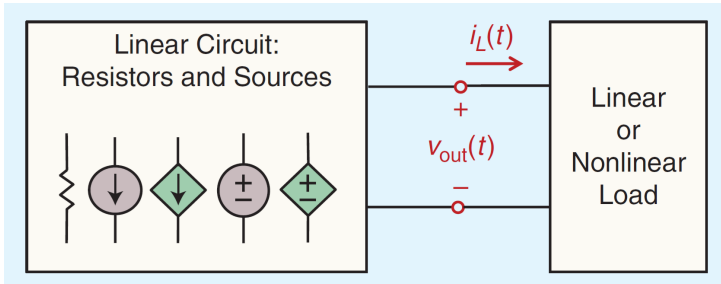 Linear Circuit:
Resistors and Sources
i_L(t)
+
v_out(t)
−
Linear
or
Nonlinear
Load
+
−
+
−